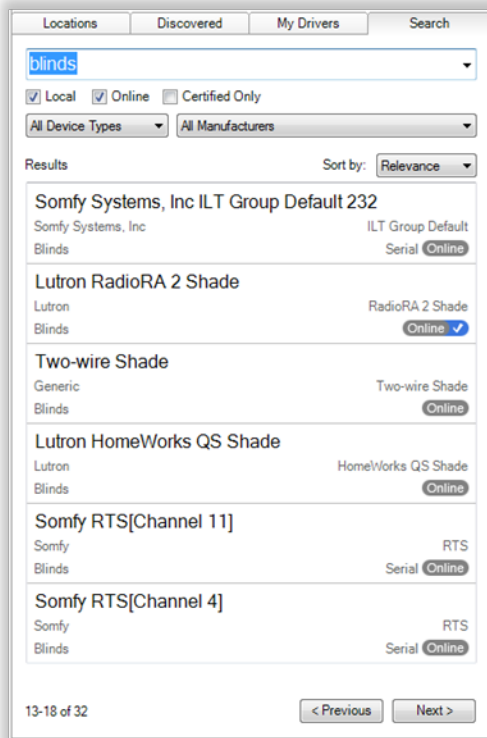 Locations Discovered My Drivers Search
blinds
Local Online Certified Only
All Device Types All Manufacturers
Results Sort by: Relevance
Somfy Systems, Inc ILT Group Default 232
Somfy Systems, Inc ILT Group Default
Blinds Serial Online
Lutron RadioRA 2 Shade
Lutron RadioRA 2 Shade
Blinds Online
Two-wire Shade
Generic Two-wire Shade
Blinds Online
Lutron HomeWorks QS Shade
Lutron HomeWorks QS Shade
Blinds Online
Somfy RTS[Channel 11]
Somfy RTS
Blinds Serial Online
Somfy RTS[Channel 4]
Somfy RTS
Blinds Serial Online
13-18 of 32 < Previous Next >